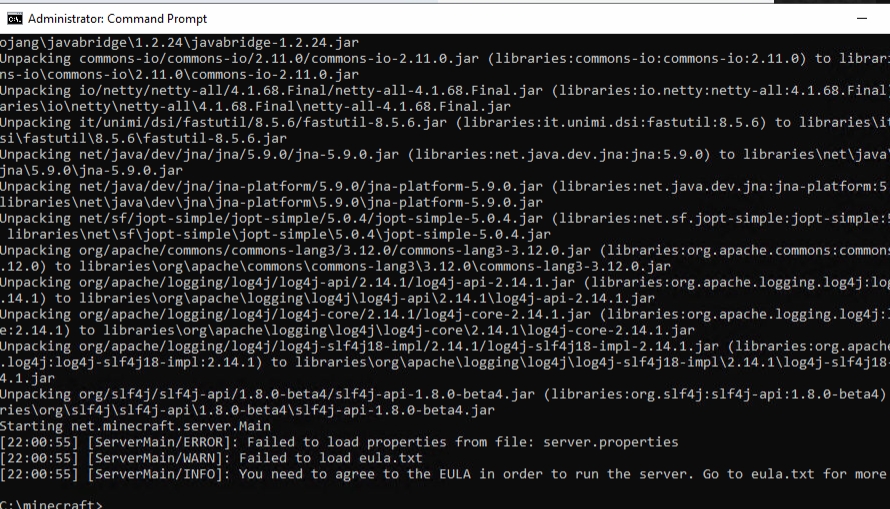 Administrator: Command Prompt
ojang\javabridge\1.2.24\javabridge-1.2.24.jar
Unpacking commons-io/commons-io/2.11.0/commons-io-2.11.0.jar (libraries:commons-io:commons-io:2.11.0) to librar
ns-io\commons-io\2.11.0\commons-io-2.11.0.jar
Unpacking io/netty/netty-all/4.1.68.Final/netty-all-4.1.68.Final.jar (libraries:io.netty:netty-all:4.1.68.Final)
aries\io\netty\netty-all\4.1.68.Final\netty-all-4.1.68.Final.jar
Unpacking it/unimi/dsi/fastutil/8.5.6/fastutil-8.5.6.jar (libraries:it.unimi.dsi:fastutil:8.5.6) to libraries\it
si\fastutil\8.5.6\fastutil-8.5.6.jar
Unpacking net/java/dev/jna/jna/5.9.0/jna-5.9.0.jar (libraries:net.java.dev.jna:jna:5.9.0) to libraries\net\java\
jna\5.9.0\jna-5.9.0.jar
Unpacking net/java/dev/jna/jna-platform/5.9.0/jna-platform-5.9.0.jar (libraries:net.java.dev.jna:jna-platform:5
libraries\net\java\dev\jna\jna-platform\5.9.0\jna-platform-5.9.0.jar
Unpacking net/sf/jopt-simple/jopt-simple/5.0.4/jopt-simple-5.0.4.jar (libraries:net.sf.jopt-simple:jopt-simple:5
libraries\net\sf\jopt-simple\jopt-simple\5.0.4\jopt-simple-5.0.4.jar
Unpacking org/apache/commons/commons-lang3/3.12.0/commons-lang3-3.12.0.jar (libraries:org.apache.commons:commons
.12.0) to libraries\org\apache\commons\commons-lang3\3.12.0\commons-lang3-3.12.0.jar
Unpacking org/apache/logging/log4j/log4j-api/2.14.1/log4j-api-2.14.1.jar (libraries:org.apache.logging.log4j:log
.14.1) to libraries\org\apache\logging\log4j\log4j-api\2.14.1\log4j-api-2.14.1.jar
Unpacking org/apache/logging/log4j/log4j-core/2.14.1/log4j-core-2.14.1.jar (libraries:org.apache.logging.log4j:l
e:2.14.1) to libraries\org\apache\logging\log4j\log4j-core\2.14.1\log4j-core-2.14.1.jar
Unpacking org/apache/logging/log4j/log4j-slf4j18-impl/2.14.1/log4j-slf4j18-impl-2.14.1.jar (libraries:org.apache
.log4j:log4j-slf4j18-impl:2.14.1) to libraries\org\apache\logging\log4j\log4j-slf4j18-impl\2.14.1\log4j-slf4j18-
4.1.jar
Unpacking org/slf4j/slf4j-api/1.8.0-beta4/slf4j-api-1.8.0-beta4.jar (libraries:org.slf4j:slf4j-api:1.8.0-beta4)
ries\org\slf4j\slf4j-api\1.8.0-beta4\slf4j-api-1.8.0-beta4.jar
Starting net.minecraft.server.Main
[22:00:55] [ServerMain/ERROR]: Failed to load properties from file: server.properties
[22:00:55] [ServerMain/WARN]: Failed to load eula.txt
[22:00:55] [ServerMain/INFO]: You need to agree to the EULA in order to run the server. Go to eula.txt for more
C:\minecraft>